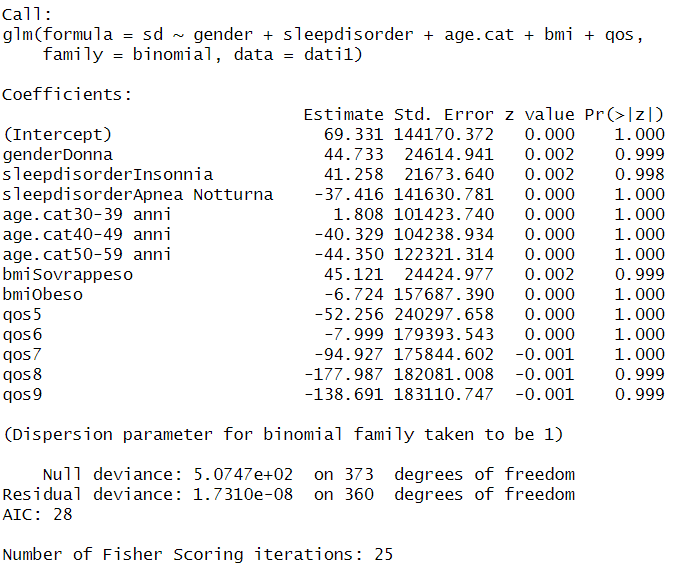 Call:
glm(formula = sd ~ gender + sleepdisorder + age.cat + bmi + qos,
    family = binomial, data = dati1)

Coefficients:
                             Estimate Std. Error z value Pr(>|z|)
(Intercept)                    69.331 144170.372   0.000    1.000
genderDonna                    44.733  24614.941   0.002    0.999
sleepdisorderInsonnia          41.258  21673.640   0.002    0.998
sleepdisorderApnea Notturna   -37.416 141630.781   0.000    1.000
age.cat30-39 anni               1.808 101423.740   0.000    1.000
age.cat40-49 anni             -40.329 104238.934   0.000    1.000
age.cat50-59 anni             -44.350 122321.314   0.000    1.000
bmiSovrappeso                  45.121  24424.977   0.002    0.999
bmiObeso                       -6.724 157687.390   0.000    1.000
qos5                          -52.256 240297.658   0.000    1.000
qos6                           -7.999 179393.543   0.000    1.000
qos7                          -94.927 175844.602  -0.001    1.000
qos8                         -177.987 182081.008  -0.001    0.999
qos9                         -138.691 183110.747  -0.001    0.999

(Dispersion parameter for binomial family taken to be 1)

    Null deviance: 5.0747e+02  on 373  degrees of freedom
Residual deviance: 1.7310e-08  on 360  degrees of freedom
AIC: 28

Number of Fisher Scoring iterations: 25